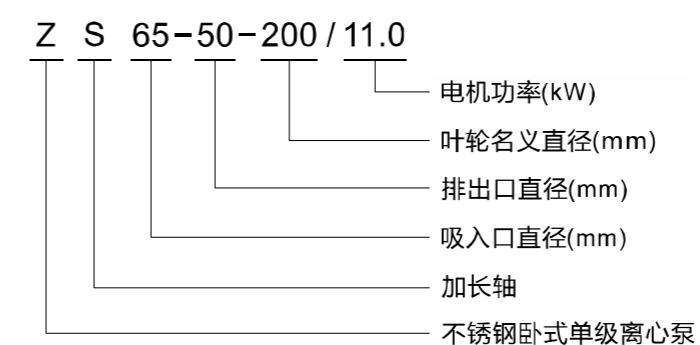 Z S 65-50-200/11.0
电机功率(kW)
叶轮名义直径(mm)
排出口直径(mm)
吸入口直径(mm)
加长轴
不锈钢卧式单级离心泵